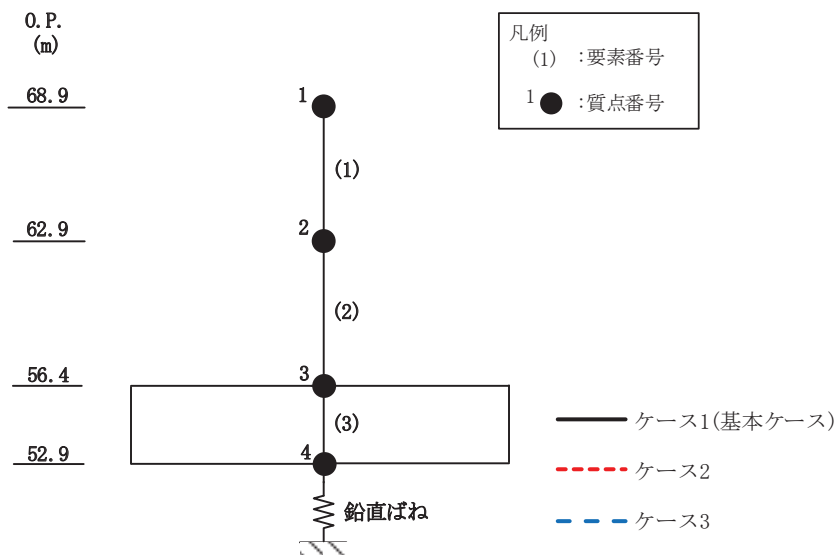 O.P.
(m)
68.9
62.9
56.4
52.9
1
(1)
2
(2)
3
(3)
4
鉛直ばね
凡例
(1) :要素番号
1 :質点番号
ケース1(基本ケース)
ケース2
ケース3